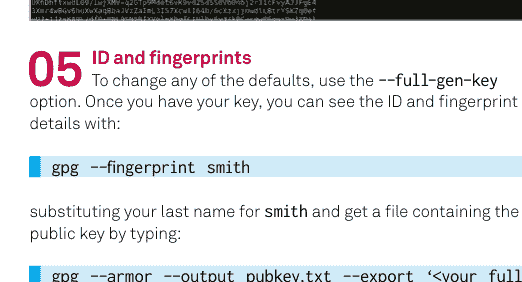 05 ID and fingerprints
To change any of the defaults, use the --full-gen-key
option. Once you have your key, you can see the ID and fingerprint
details with:
gpg --fingerprint smith
substituting your last name for smith and get a file containing the
public key by typing:
gpg --armor --output pubkey.txt --export '<your full